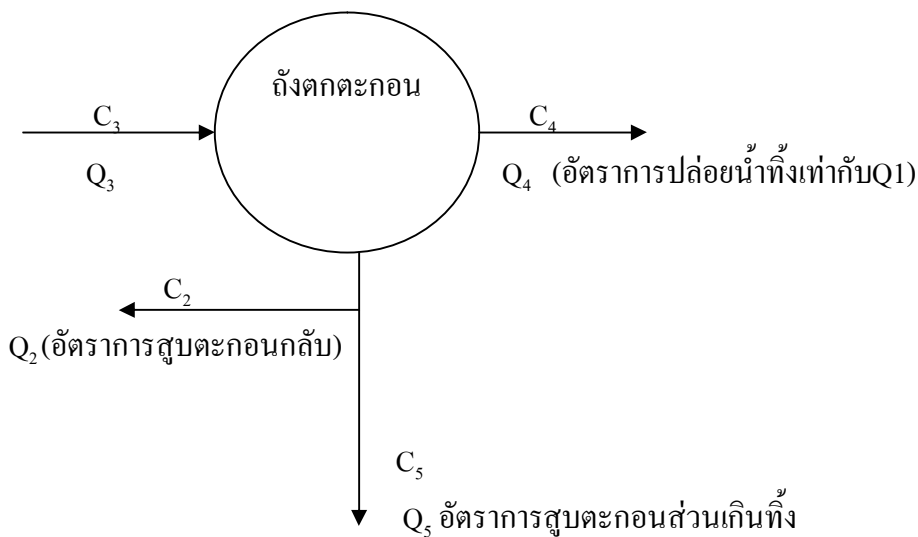 ถังตกตะกอน
C₃
C₄
Q₃
Q₄ (อัตราการปล่อยน้ำทิ้งเท่ากับQ1)
C₂
Q₂(อัตราการสูบตะกอนกลับ)
C₅
Q₅ อัตราการสูบตะกอนส่วนเกินทิ้ง